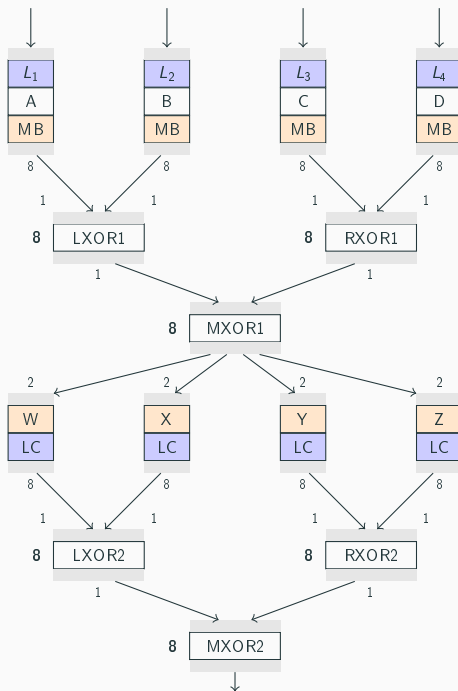 L1 L2 L3 L4
A B C D
MB MB MB MB
8 8 8 8
1 1 1 1
8 LXOR1 8 RXOR1
1 1
8 MXOR1
2 2 2 2
W X Y Z
LC LC LC LC
8 8 8 8
1 1 1 1
8 LXOR2 8 RXOR2
1 1
8 MXOR2